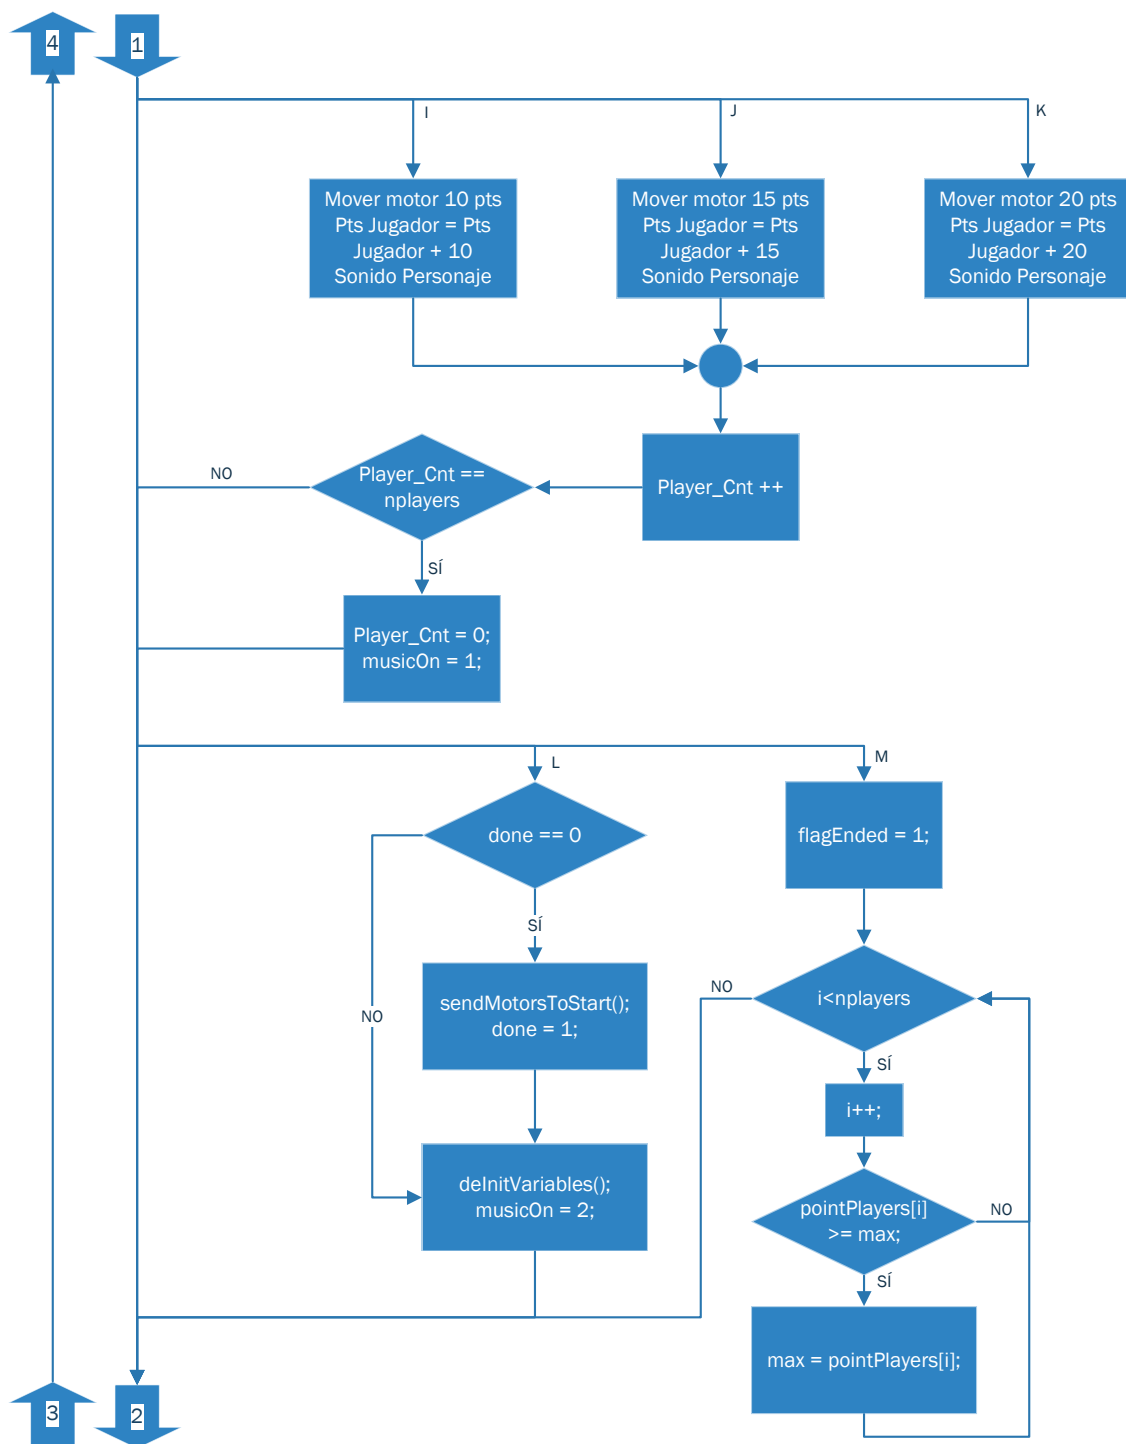 4
1
I
J
K
Mover motor 10 pts
Pts Jugador = Pts
Jugador + 10
Sonido Personaje
Mover motor 15 pts
Pts Jugador = Pts
Jugador + 15
Sonido Personaje
Mover motor 20 pts
Pts Jugador = Pts
Jugador + 20
Sonido Personaje
NO
Player_Cnt ==
nplayers
Player_Cnt ++
SÍ
Player_Cnt = 0;
musicOn = 1;
L
M
done == 0
flagEnded = 1;
SÍ
NO
sendMotorsToStart();
done = 1;
NO
i<nplayers
SÍ
i++;
deInitVariables();
musicOn = 2;
pointPlayers[i]
>= max;
NO
SÍ
max = pointPlayers[i];
3
2